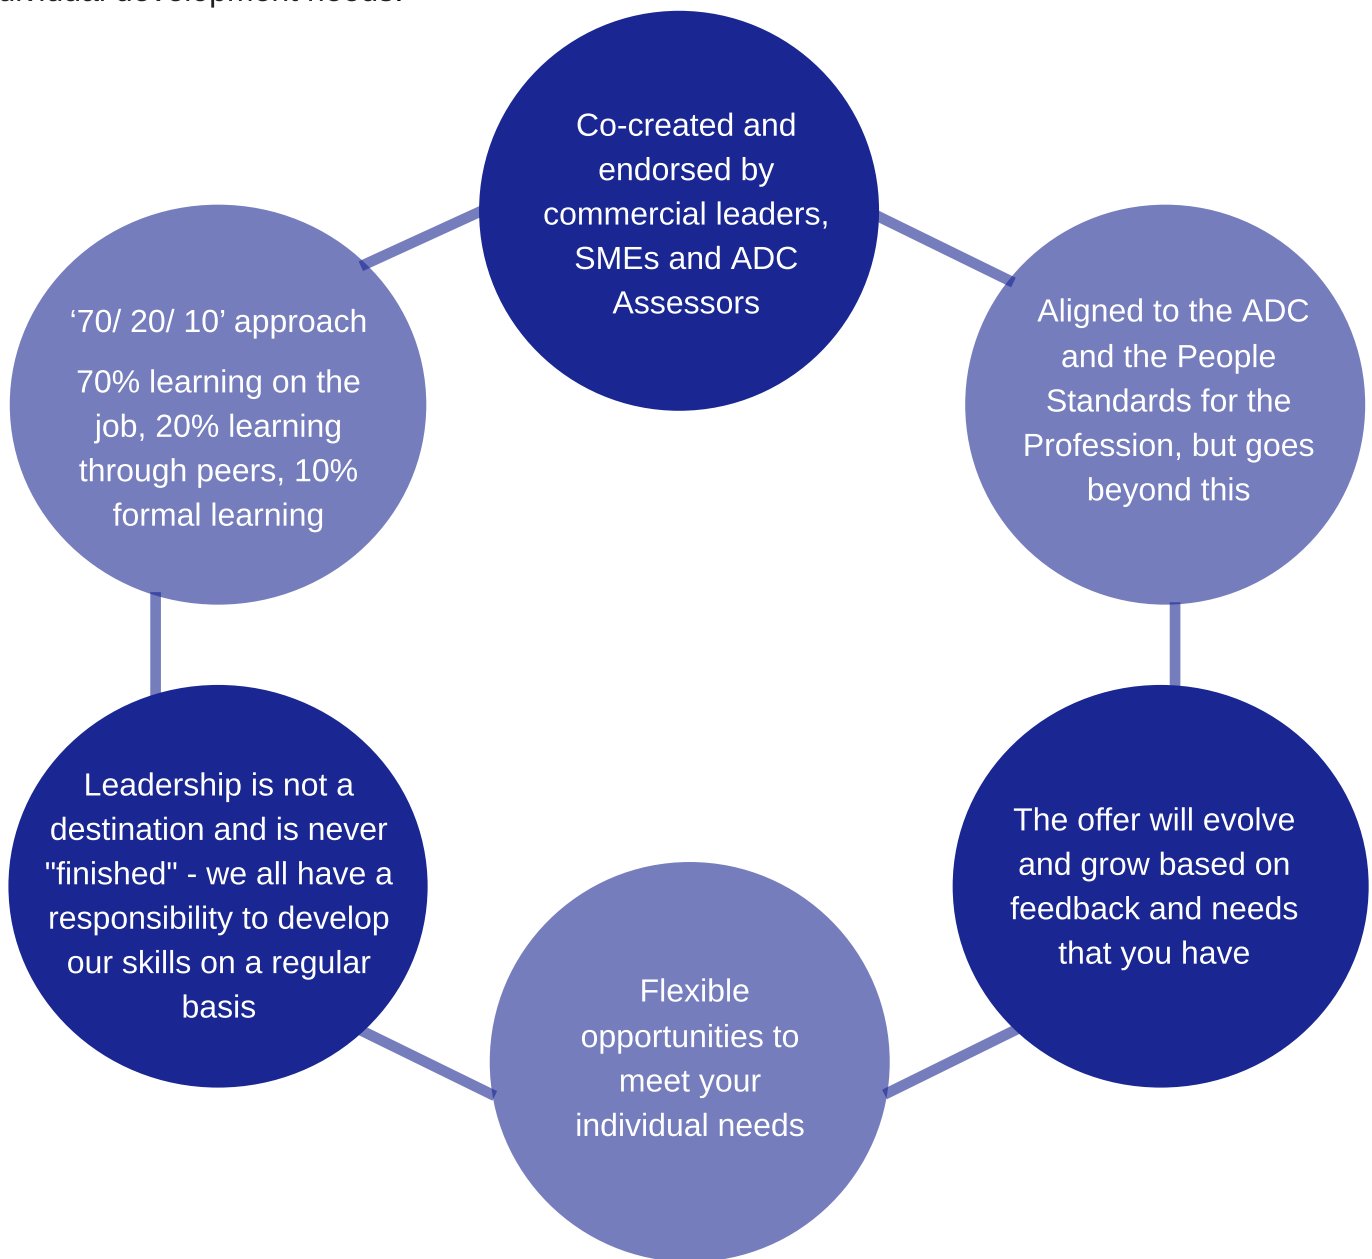 individual development needs.
Co-created and
endorsed by
commercial leaders,
SMEs and ADC
Assessors
Aligned to the ADC
and the People
Standards for the
Profession, but goes
beyond this
The offer will evolve
and grow based on
feedback and needs
that you have
Flexible
opportunities to
meet your
individual needs
Leadership is not a
destination and is never
"finished" - we all have a
responsibility to develop
our skills on a regular
basis
‘70/ 20/ 10’ approach
70% learning on the
job, 20% learning
through peers, 10%
formal learning